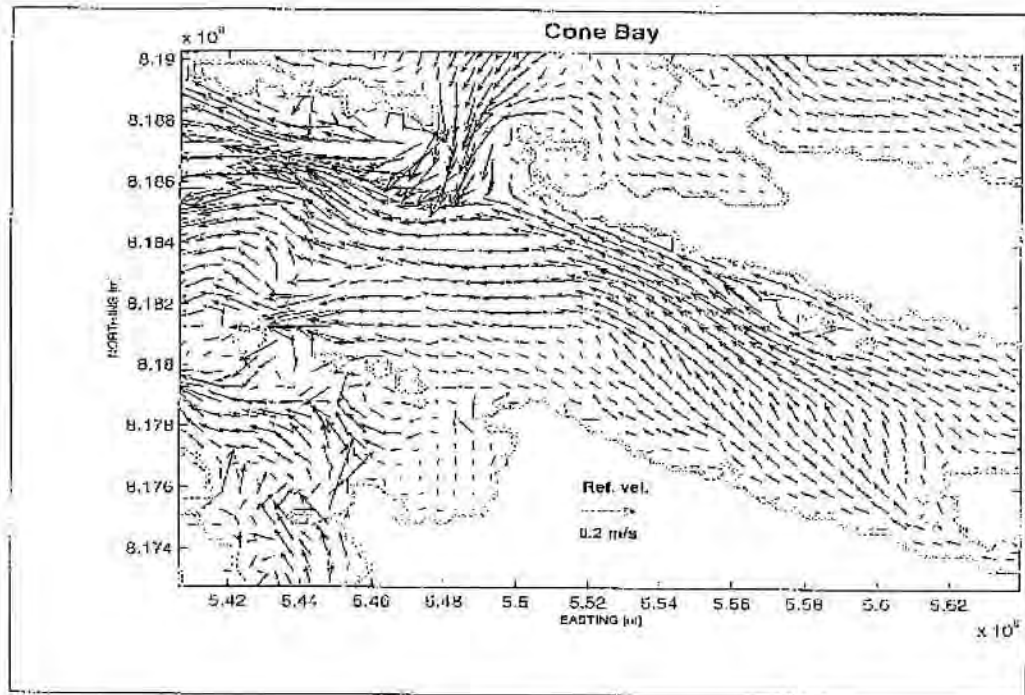 Cone Bay
x 10⁶
8.19
8.188
8.186
8.184
8.182
8.18
8.178
8.176
8.174
NORTHING [m]
Ref. vel.
0.2 m/s
5.42
5.44
5.46
5.48
5.5
5.52
5.54
5.56
5.58
5.6
5.62
EASTING [m]
x 10⁵